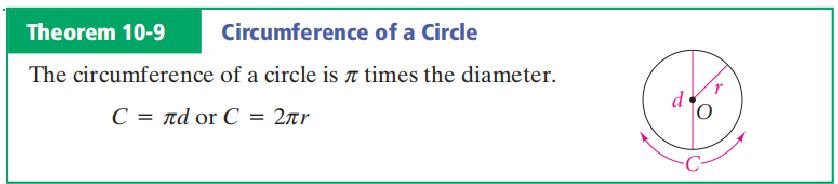 Theorem 10-9 Circumference of a Circle
The circumference of a circle is π times the diameter.
C = πd or C = 2πr
d r
O
C